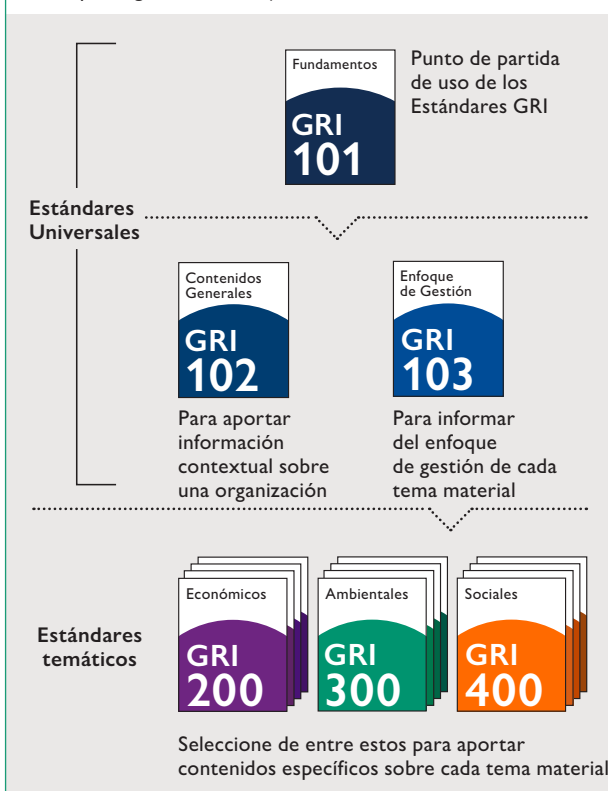 Fundamentos
GRI
101
Punto de partida
de uso de los
Estándares GRI
Estándares
Universales
Contenidos
Generales
GRI
102
Enfoque
de Gestión
GRI
103
Para aportar
información
contextual sobre
una organización
Para informar
del enfoque
de gestión de cada
tema material
Estándares
temáticos
Económicos
GRI
200
Ambientales
GRI
300
Sociales
GRI
400
Seleccione de entre estos para aportar
contenidos específicos sobre cada tema material